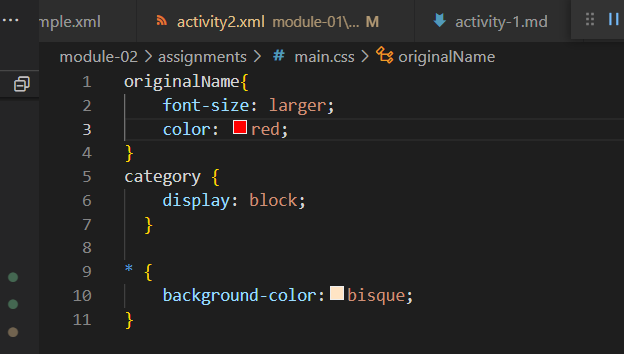 ... mple.xml activity2.xml module-01\... M activity-1.md
module-02 > assignments > # main.css > originalName
1 originalName{
2 font-size: larger;
3 color: red;
4 }
5 category {
6 display: block;
7 }
8
9 * {
10 background-color: bisque;
11 }